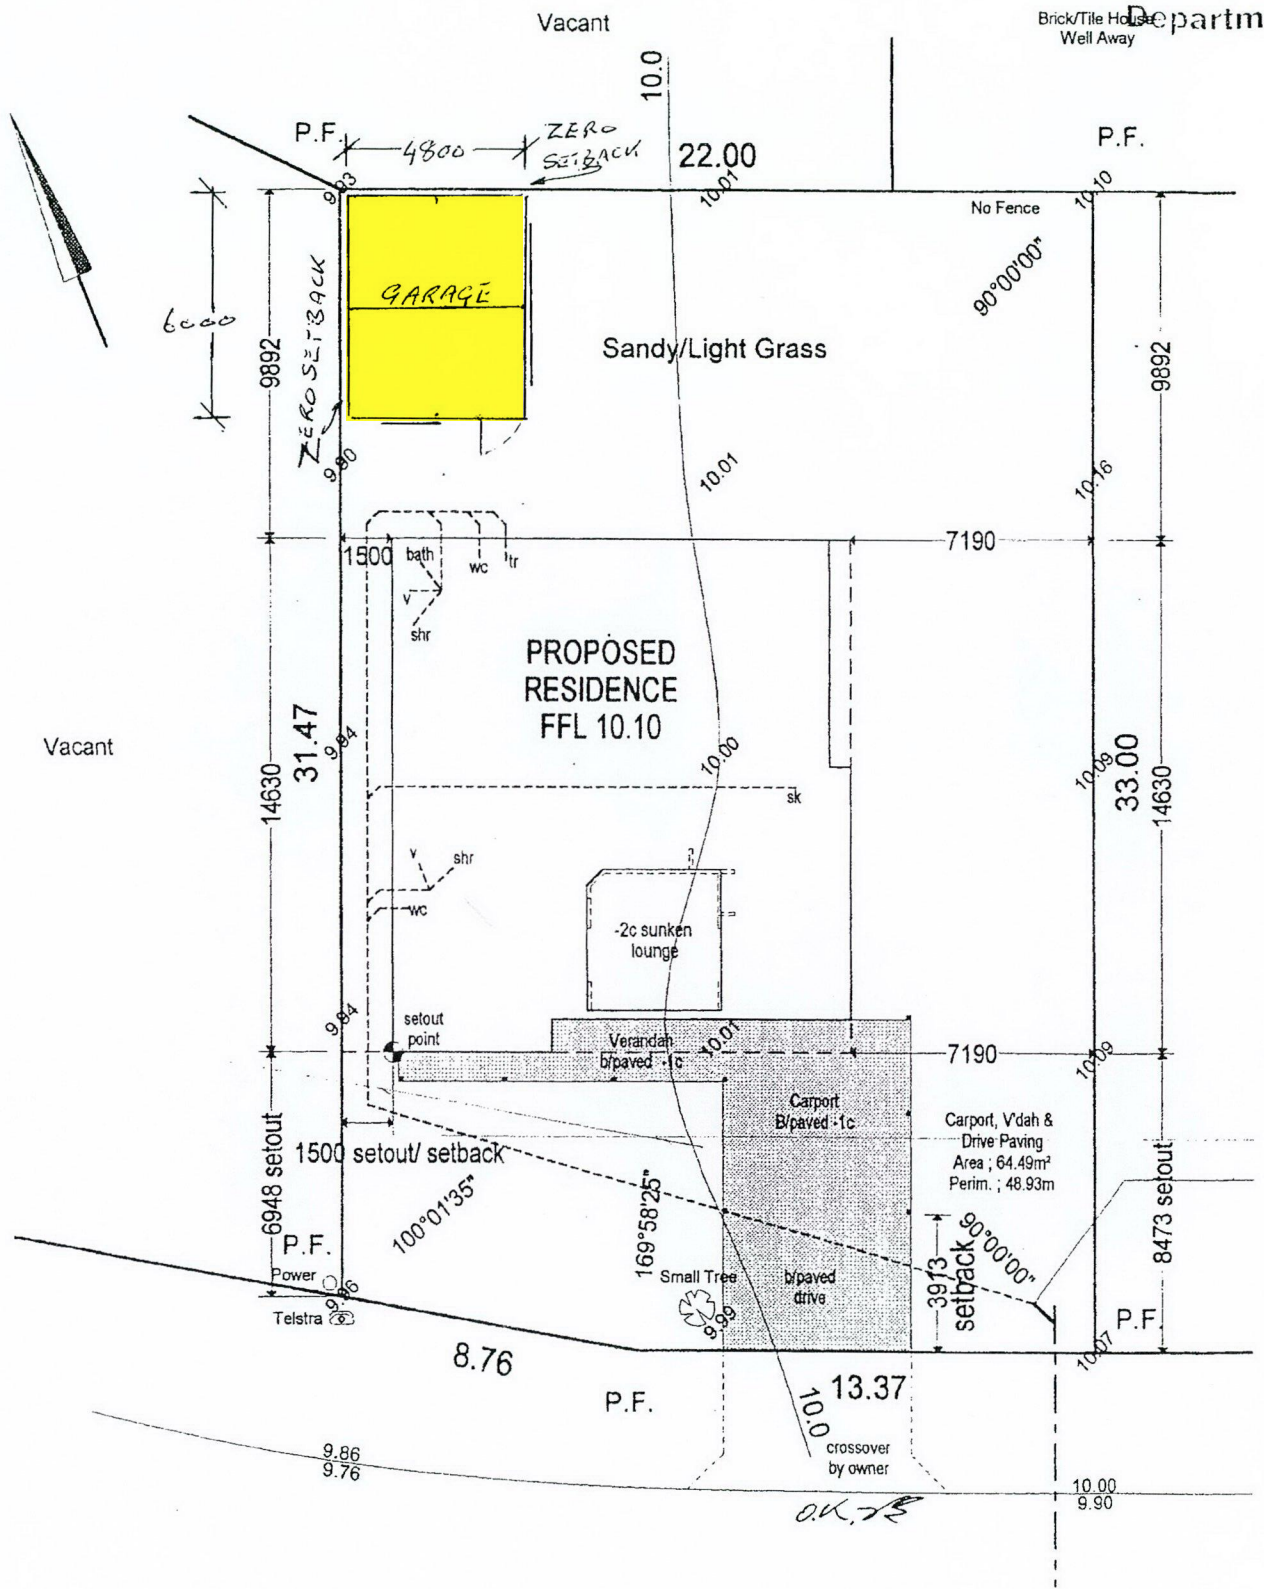 Vacant
Brick/Tile House
Well Away
Departm
10.0
P.F.
4800
ZERO
SETBACK
22.00
P.F.
9.93
10.01
10.10
No Fence
90°00'00"
GARAGE
6000
9892
ZERO SETBACK
Sandy/Light Grass
9892
9.90
10.01
10.16
1500
bath
wc
tr
7190
v
shr
PROPOSED
RESIDENCE
FFL 10.10
Vacant
31.47
9.94
10.00
10.09
33.00
14630
14630
sk
v
shr
wc
-2c sunken
lounge
9.94
setout
point
Verandah
b/paved -1c
10.01
7190
10.09
Carport
B/paved -1c
Carport, V'dah &
Drive Paving
Area ; 64.49m²
Perim. ; 48.93m
6948 setout
1500 setout/ setback
100°01'35"
169°58'25"
8473 setout
P.F.
Power
9.96
Telstra
Small Tree
9.99
b/paved
drive
3913
setback
90°00'00"
P.F.
10.07
8.76
P.F.
13.37
10.0
crossover
by owner
9.86
9.76
10.00
9.90
O.K.